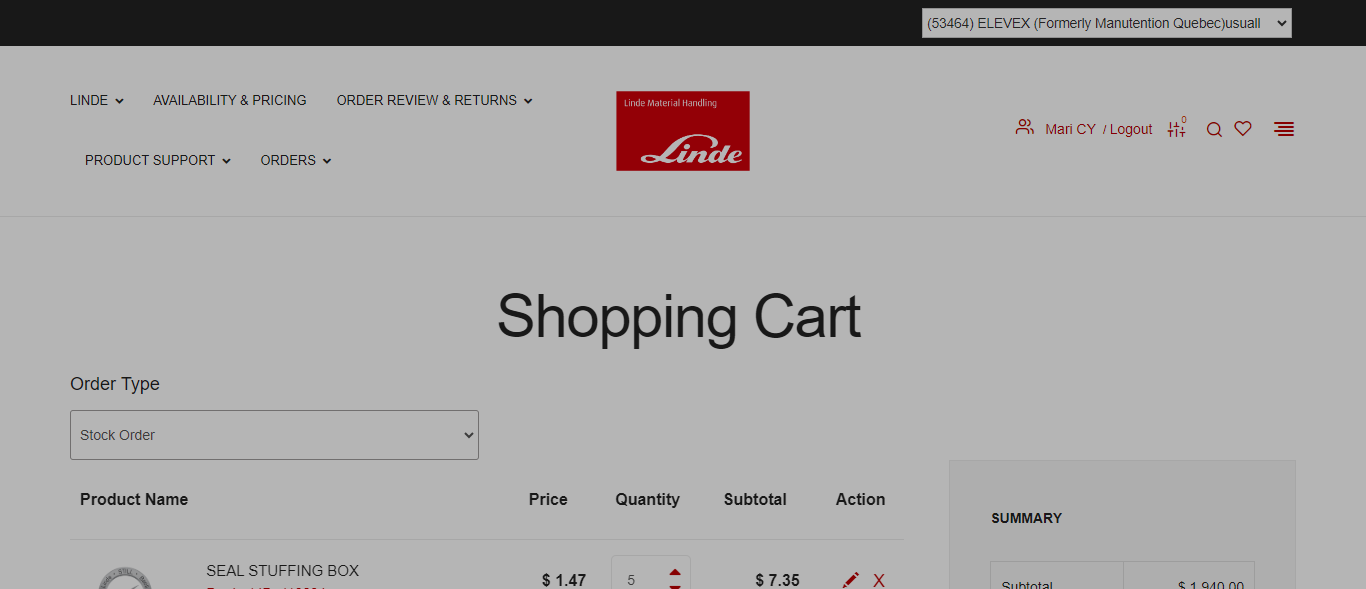 (53464) ELEVEX (Formerly Manutention Quebec)usuall
LINDE
AVAILABILITY & PRICING
ORDER REVIEW & RETURNS
Linde Material Handling
Linde
Mari CY / Logout
0
PRODUCT SUPPORT
ORDERS
Shopping Cart
Order Type
Stock Order
Product Name
Price
Quantity
Subtotal
Action
SUMMARY
SEAL STUFFING BOX
$ 1.47
5
$ 7.35
X
Subtotal
$ 1,940.00